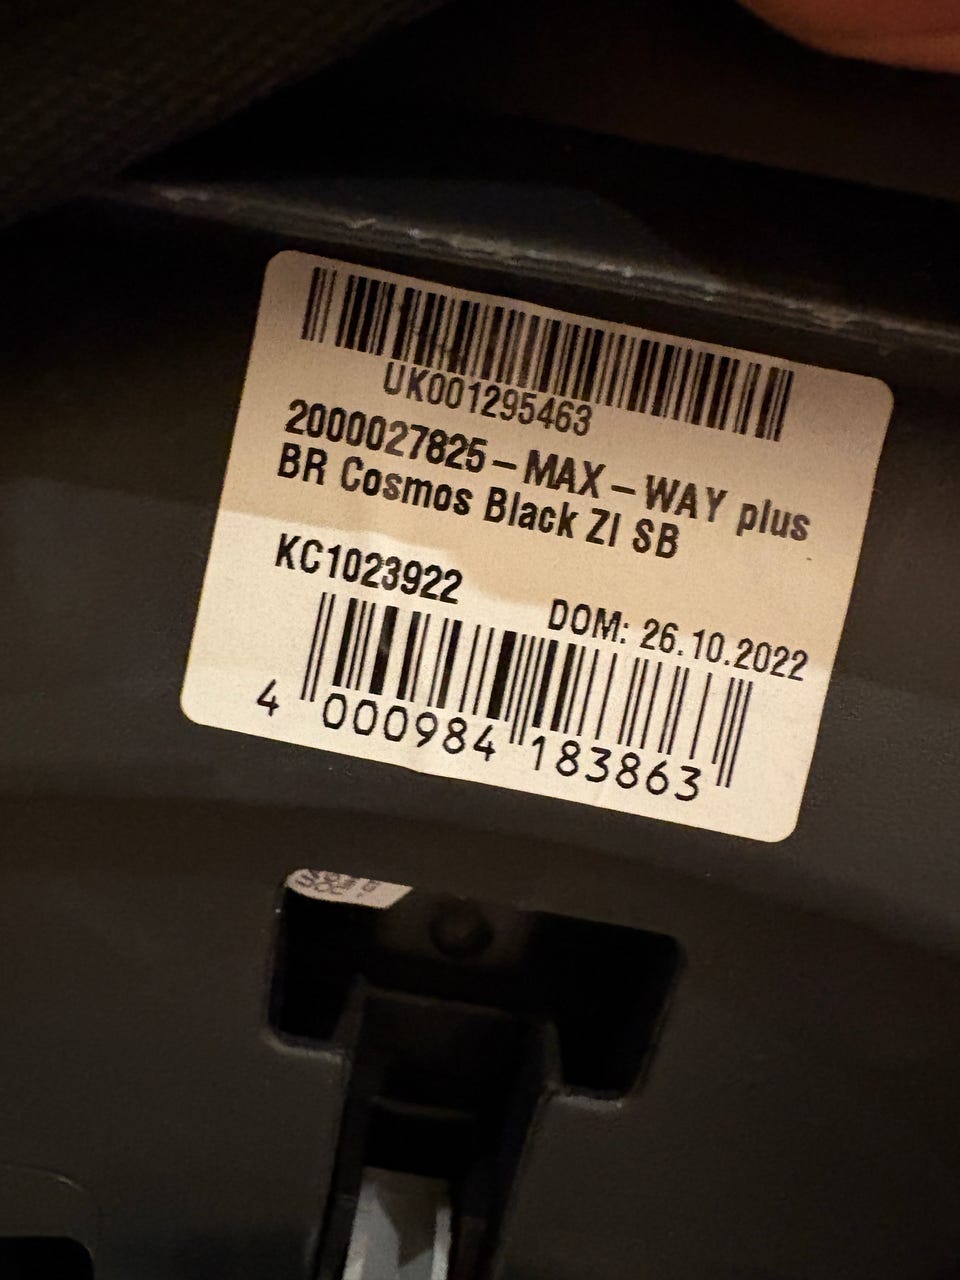 UK001295463
2000027825-MAX-WAY plus
BR Cosmos Black ZI SB
KC1023922
DOM: 26.10.2022
4 000984 183863